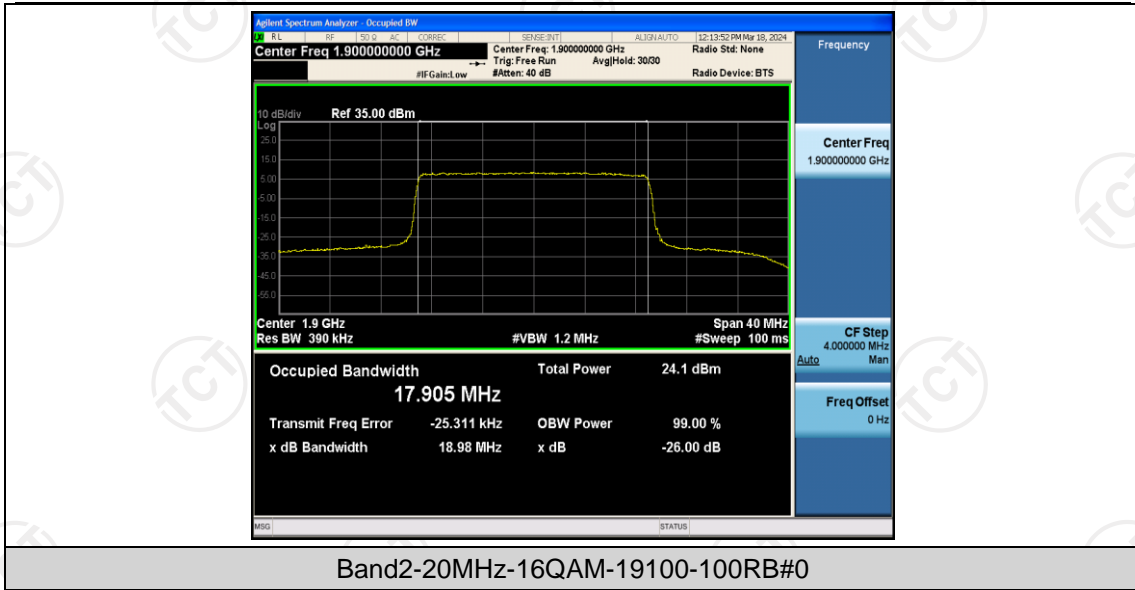 Agilent Spectrum Analyzer - Occupied BW
LXI RL RF 50 Ω AC CORREC SENSE:INT ALIGN AUTO 12:13:52 PM Mar 18, 2024
Center Freq 1.900000000 GHz Center Freq: 1.900000000 GHz Radio Std: None
Trig: Free Run Avg|Hold: 30/30
#IFGain:Low #Atten: 40 dB Radio Device: BTS
Frequency
10 dB/div Ref 35.00 dBm
Log
25.0
15.0
5.00
-5.00
-15.0
-25.0
-35.0
-45.0
-55.0
Center 1.9 GHz Span 40 MHz
Res BW 390 kHz #VBW 1.2 MHz #Sweep 100 ms
Occupied Bandwidth Total Power 24.1 dBm
17.905 MHz
Transmit Freq Error -25.311 kHz OBW Power 99.00 %
x dB Bandwidth 18.98 MHz x dB -26.00 dB
Center Freq
1.900000000 GHz
CF Step
4.000000 MHz
Auto Man
Freq Offset
0 Hz
MSG STATUS
Band2-20MHz-16QAM-19100-100RB#0
TCT
TCT
TCT
TCT